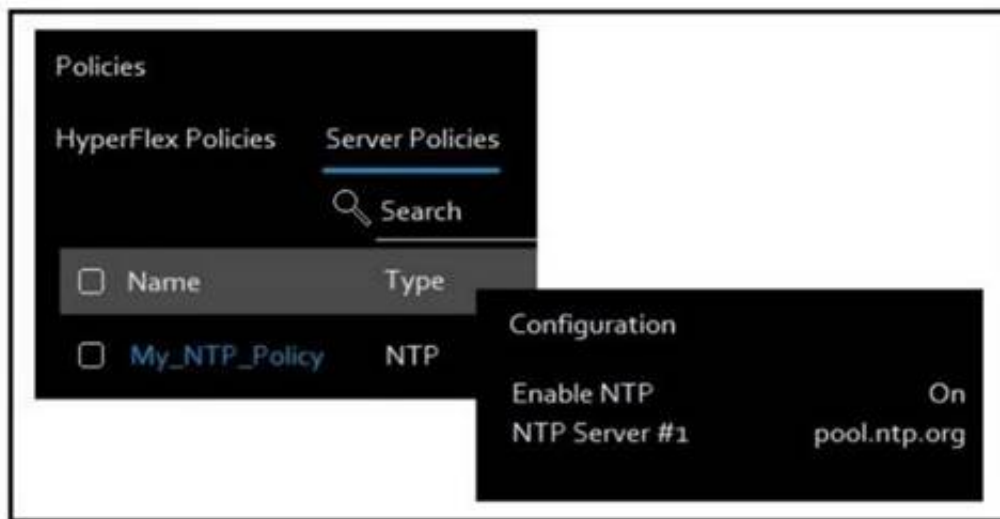 Policies
HyperFlex Policies Server Policies
Search
Name Type
My_NTP_Policy NTP
Configuration
Enable NTP On
NTP Server #1 pool.ntp.org